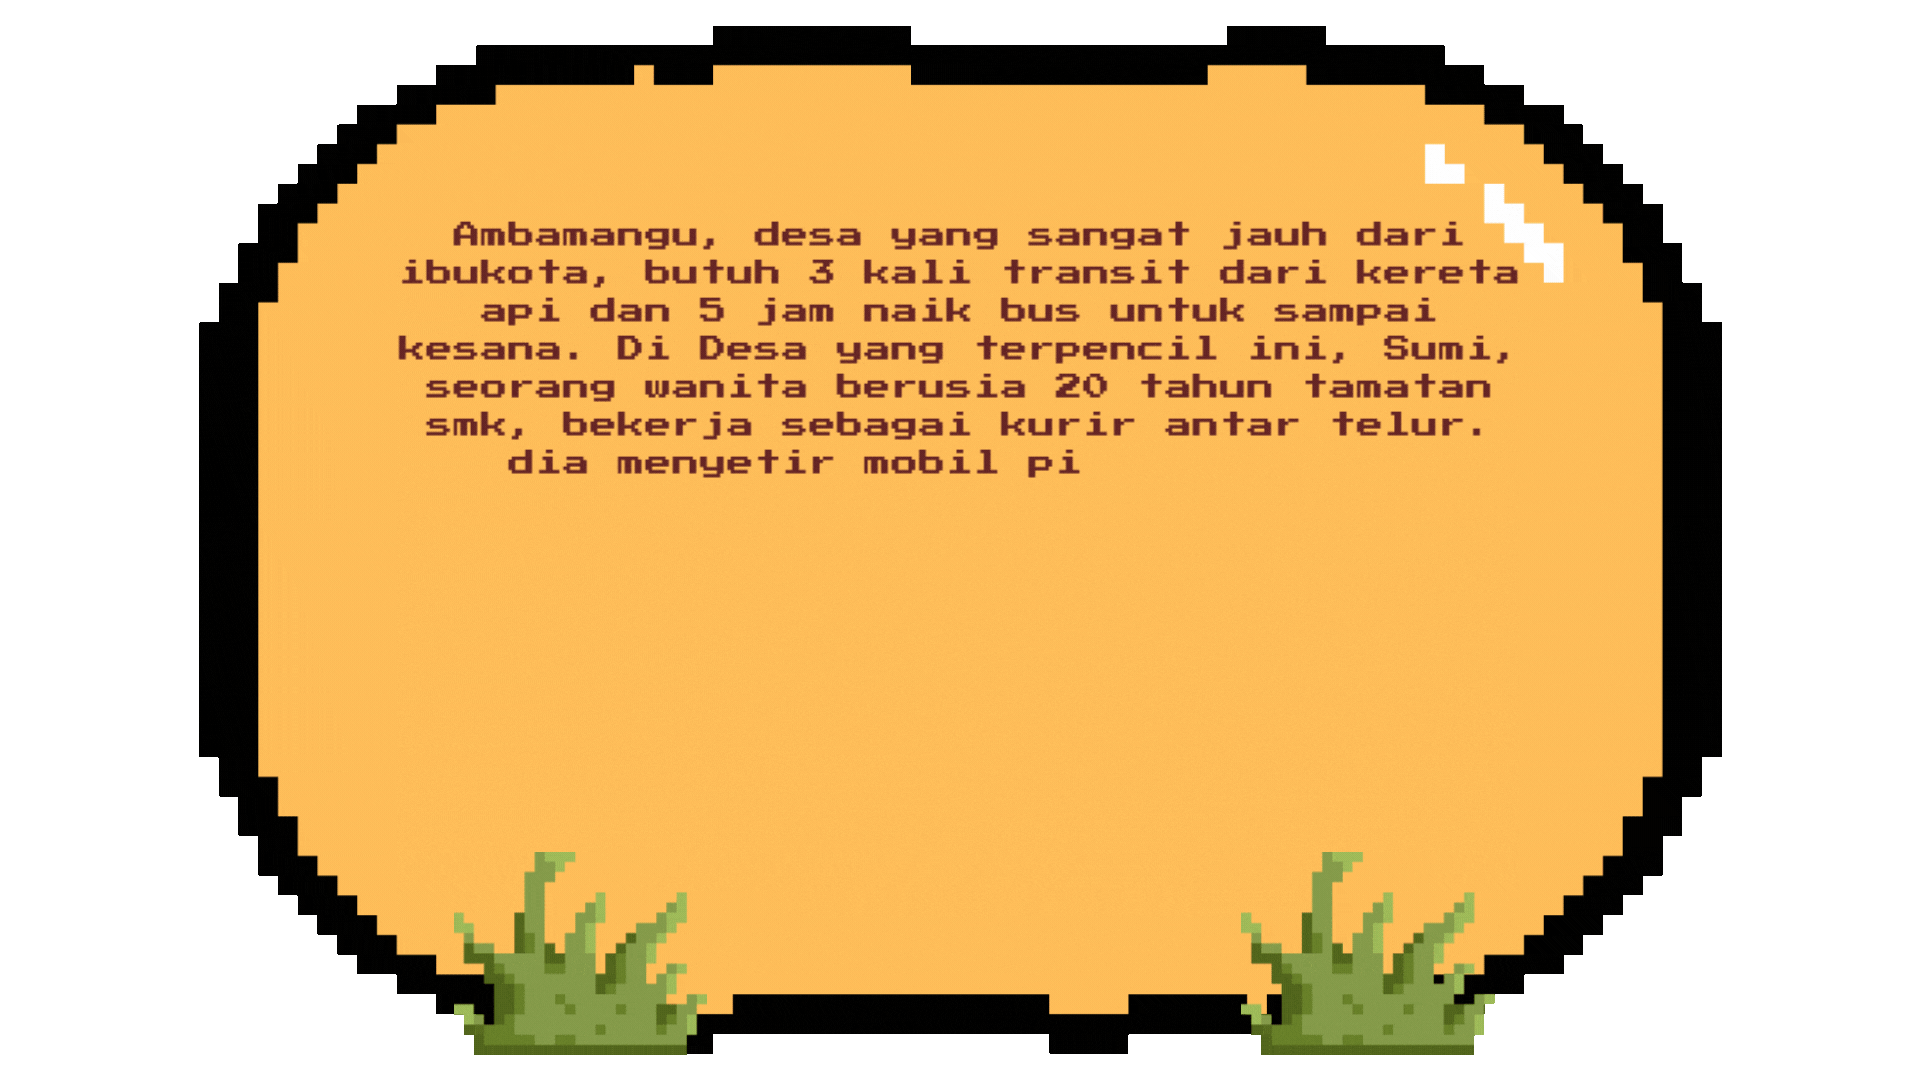 Ambamangu, desa yang sangat jauh dari
ibukota, butuh 3 kali transit dari kereta
api dan 5 jam naik bus untuk sampai
kesana. Di Desa yang terpencil ini, Sumi,
seorang wanita berusia 20 tahun tamatan
smk, bekerja sebagai kurir antar telur.
dia menyetir mobil pi